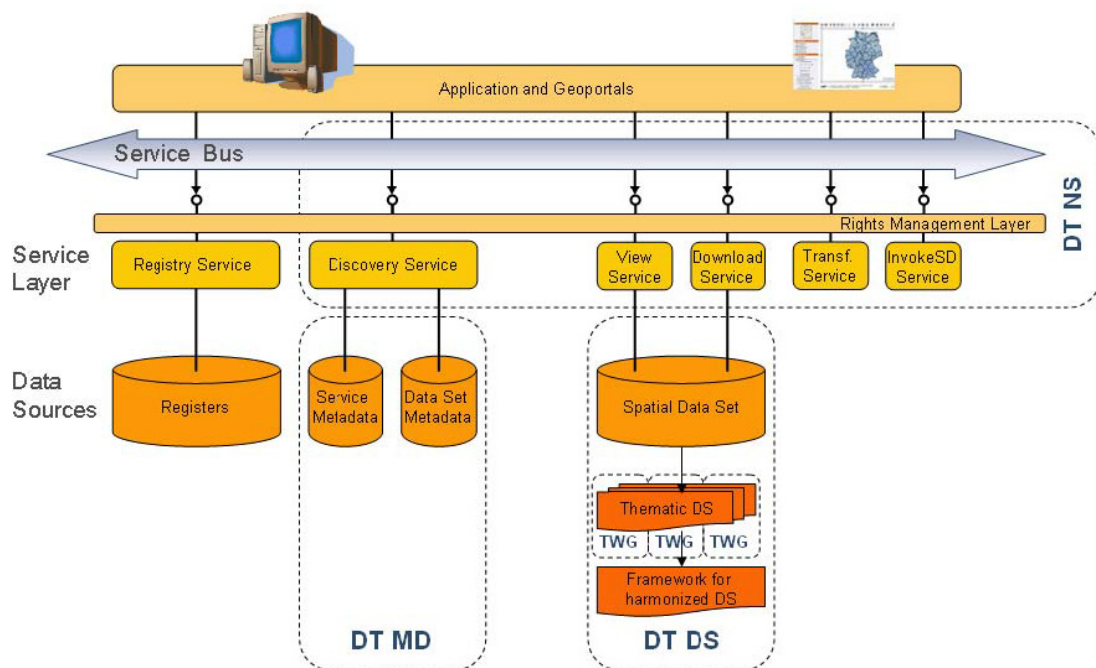 Application and Geoportals
Service Bus
DT NS
Rights Management Layer
Service
Layer
Registry Service
Discovery Service
View
Service
Download
Service
Transf.
Service
InvokeSD
Service
Data
Sources
Registers
Service
Metadata
Data Set
Metadata
Spatial Data Set
Thematic DS
TWG
TWG
TWG
Framework for
harmonized DS
DT MD
DT DS